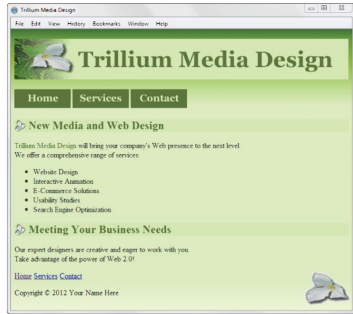 Trillium Media Design
File Edit View History Bookmarks Window Help
Trillium Media Design
Home Services Contact
New Media and Web Design
Trillium Media Design will bring your company's Web presence to the next level.
We offer a comprehensive range of services:
Website Design
Interactive Animation
E-Commerce Solutions
Usability Studies
Search Engine Optimization
Meeting Your Business Needs
Our expert designers are creative and eager to work with you.
Take advantage of the power of Web 2.0!
Home Services Contact
Copyright © 2012 Your Name Here